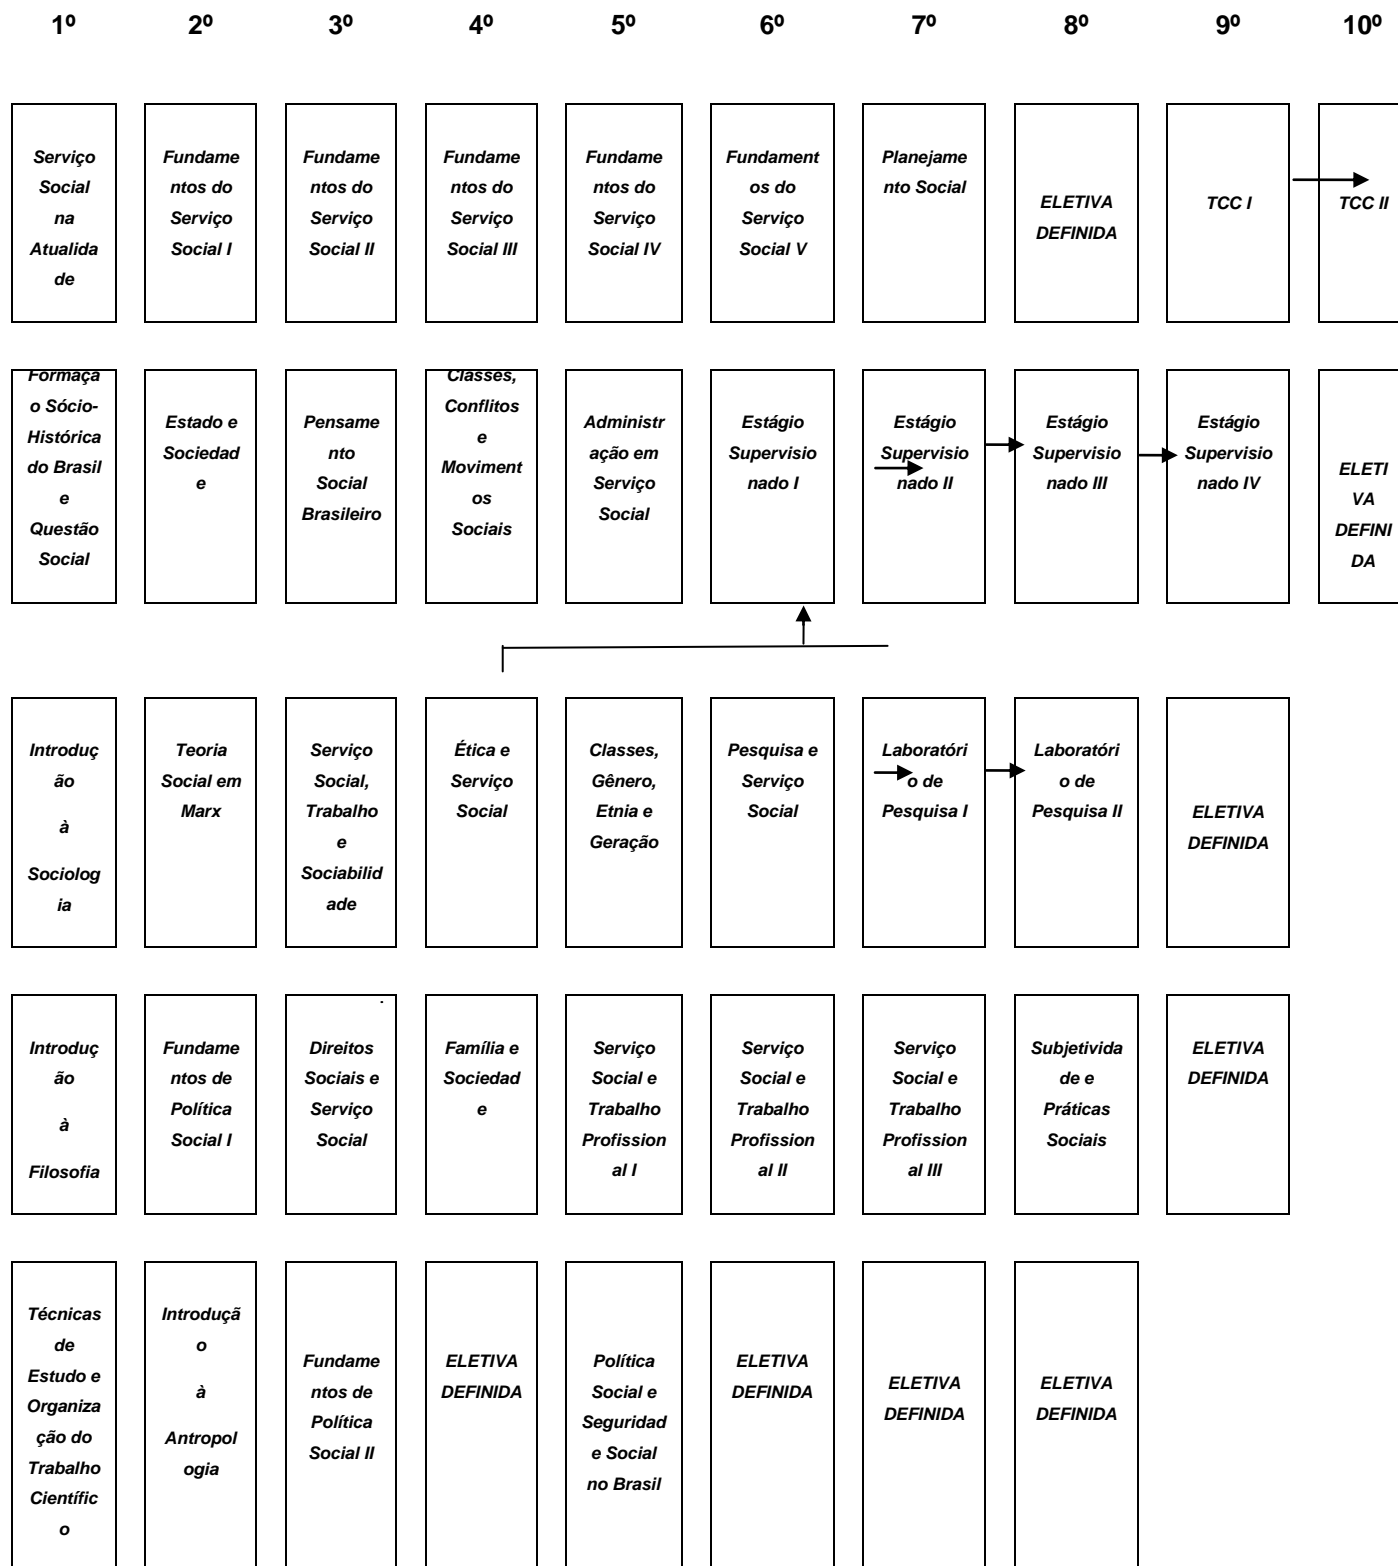 1º 2º 3º 4º 5º 6º 7º 8º 9º 10º
Serviço
Social
na
Atualida
de
Fundame
ntos do
Serviço
Social I
Fundame
ntos do
Serviço
Social II
Fundame
ntos do
Serviço
Social III
Fundame
ntos do
Serviço
Social IV
Fundament
os do
Serviço
Social V
Planejame
nto Social
ELETIVA
DEFINIDA
TCC I
TCC II
Formaçã
o Sócio-
Histórica
do Brasil
e
Questão
Social
Estado e
Sociedad
e
Pensame
nto
Social
Brasileiro
Classes,
Conflitos
e
Moviment
os
Sociais
Administr
ação em
Serviço
Social
Estágio
Supervisio
nado I
Estágio
Supervisio
nado II
Estágio
Supervisio
nado III
Estágio
Supervisio
nado IV
ELETI
VA
DEFINI
DA
Introduç
ão
à
Sociolog
ia
Teoria
Social em
Marx
Serviço
Social,
Trabalho
e
Sociabilid
ade
Ética e
Serviço
Social
Classes,
Gênero,
Etnia e
Geração
Pesquisa e
Serviço
Social
Laboratóri
o de
Pesquisa I
Laboratóri
o de
Pesquisa II
ELETIVA
DEFINIDA
Introduç
ão
à
Filosofia
Fundame
ntos de
Política
Social I
Direitos
Sociais e
Serviço
Social
Família e
Sociedad
e
Serviço
Social e
Trabalho
Profission
al I
Serviço
Social e
Trabalho
Profission
al II
Serviço
Social e
Trabalho
Profission
al III
Subjetivida
de e
Práticas
Sociais
ELETIVA
DEFINIDA
Técnicas
de
Estudo e
Organiza
ção do
Trabalho
Científic
o
Introduçã
o
à
Antropol
ogia
Fundame
ntos de
Política
Social II
ELETIVA
DEFINIDA
Política
Social e
Seguridad
e Social
no Brasil
ELETIVA
DEFINIDA
ELETIVA
DEFINIDA
ELETIVA
DEFINIDA